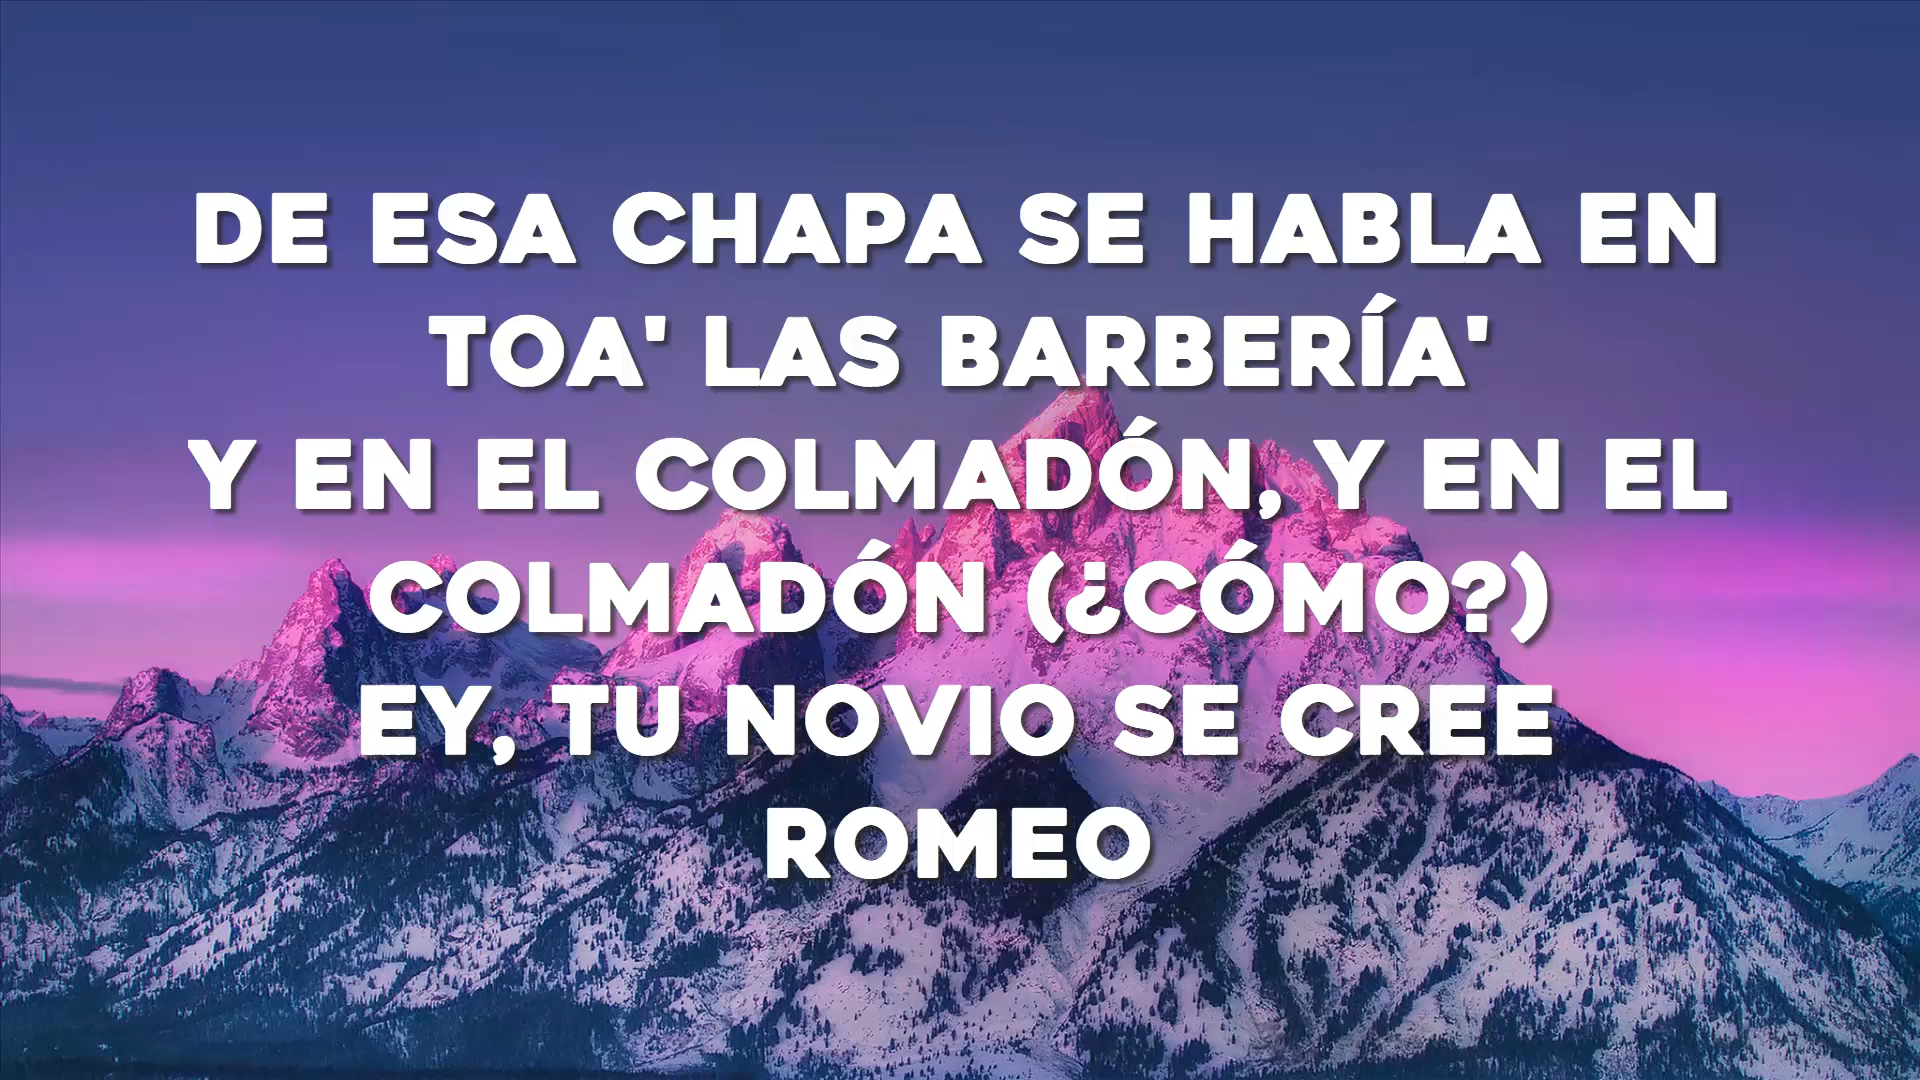 DE ESA CHAPA SE HABLA EN
TOA' LAS BARBERÍA'
Y EN EL COLMADÓN, Y EN EL
COLMADÓN (¿CÓMO?)
EY, TU NOVIO SE CREE
ROMEO